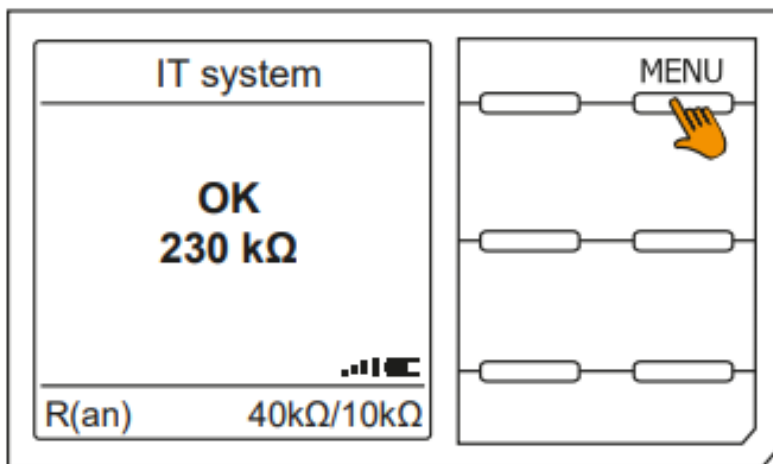 IT system
MENU
OK
230 kΩ
R(an) 40kΩ/10kΩ